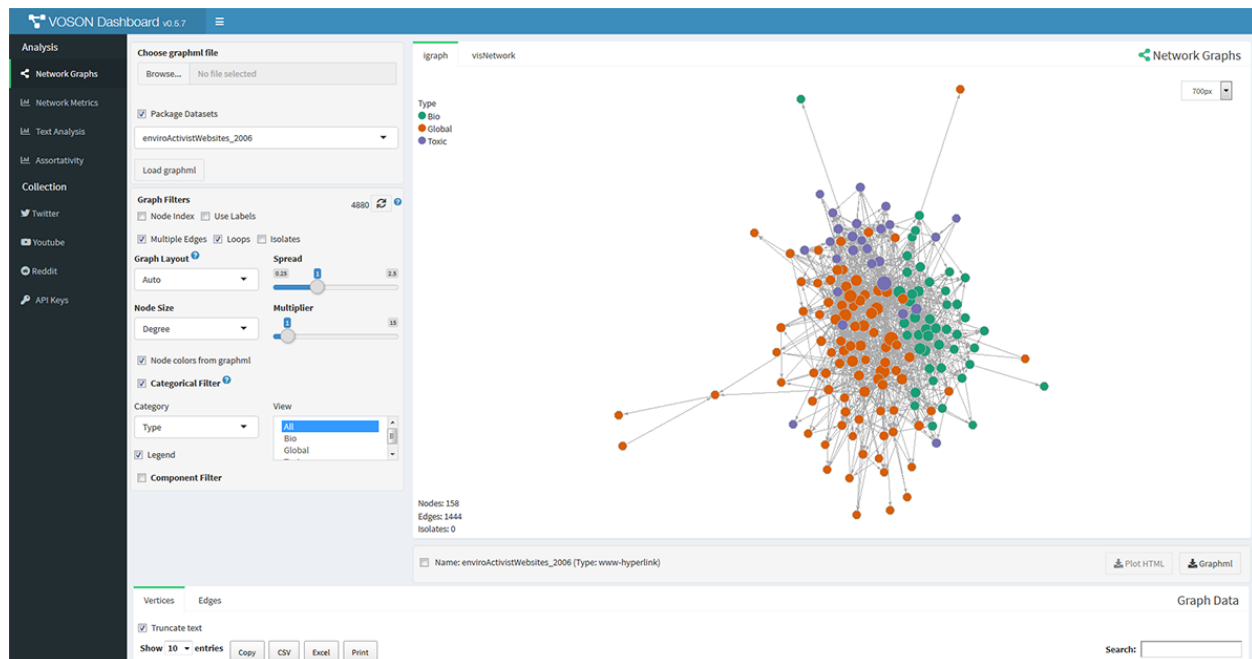 VOSON Dashboard v0.5.7
Analysis
Network Graphs
Network Metrics
Text Analysis
Assortativity
Collection
Twitter
Youtube
Reddit
API Keys
Choose graphml file
Browse... No file selected
Package Datasets
enviroActivistWebsites_2006
Load graphml
Graph Filters 4880
Node Index Use Labels
Multiple Edges Loops Isolates
Graph Layout Spread
Auto 0.25 1 2.5
Node Size Multiplier
Degree 1 15
Node colors from graphml
Categorical Filter
Category View
Type All
Bio
Global
Legend
Component Filter
igraph visNetwork Network Graphs
700px
Type
Bio
Global
Toxic
Nodes: 158
Edges: 1444
Isolates: 0
Name: enviroActivistWebsites_2006 (Type: www-hyperlink) Plot HTML Graphml
Vertices Edges Graph Data
Truncate text
Show 10 entries Copy CSV Excel Print Search: